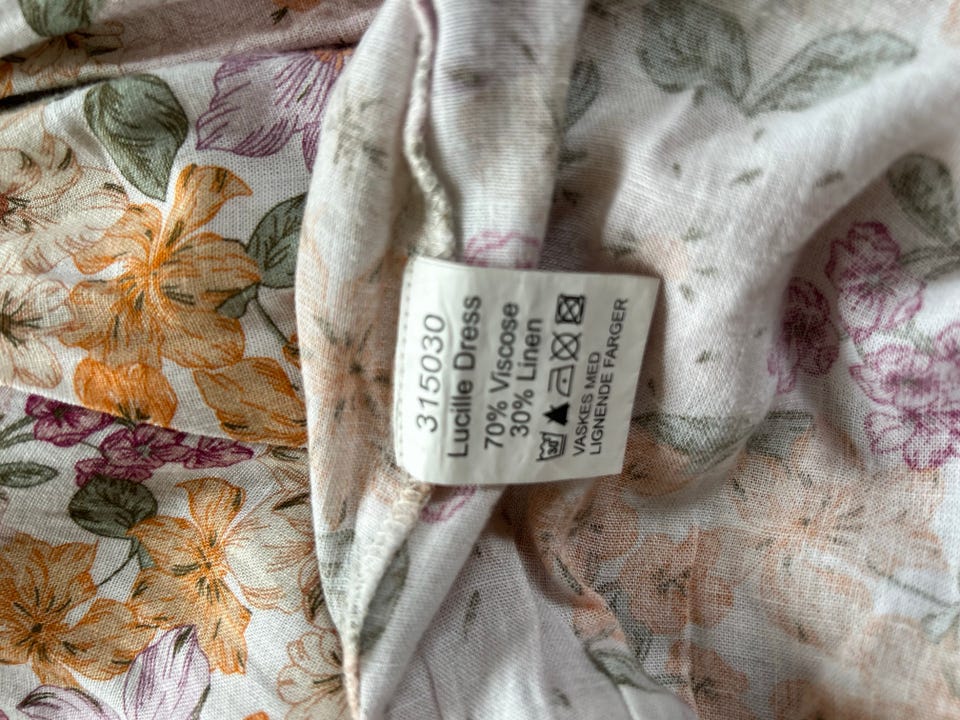 315030
Lucille Dress
70% Viscose
30% Linen
VASKES MED
LIGNENDE FARGER